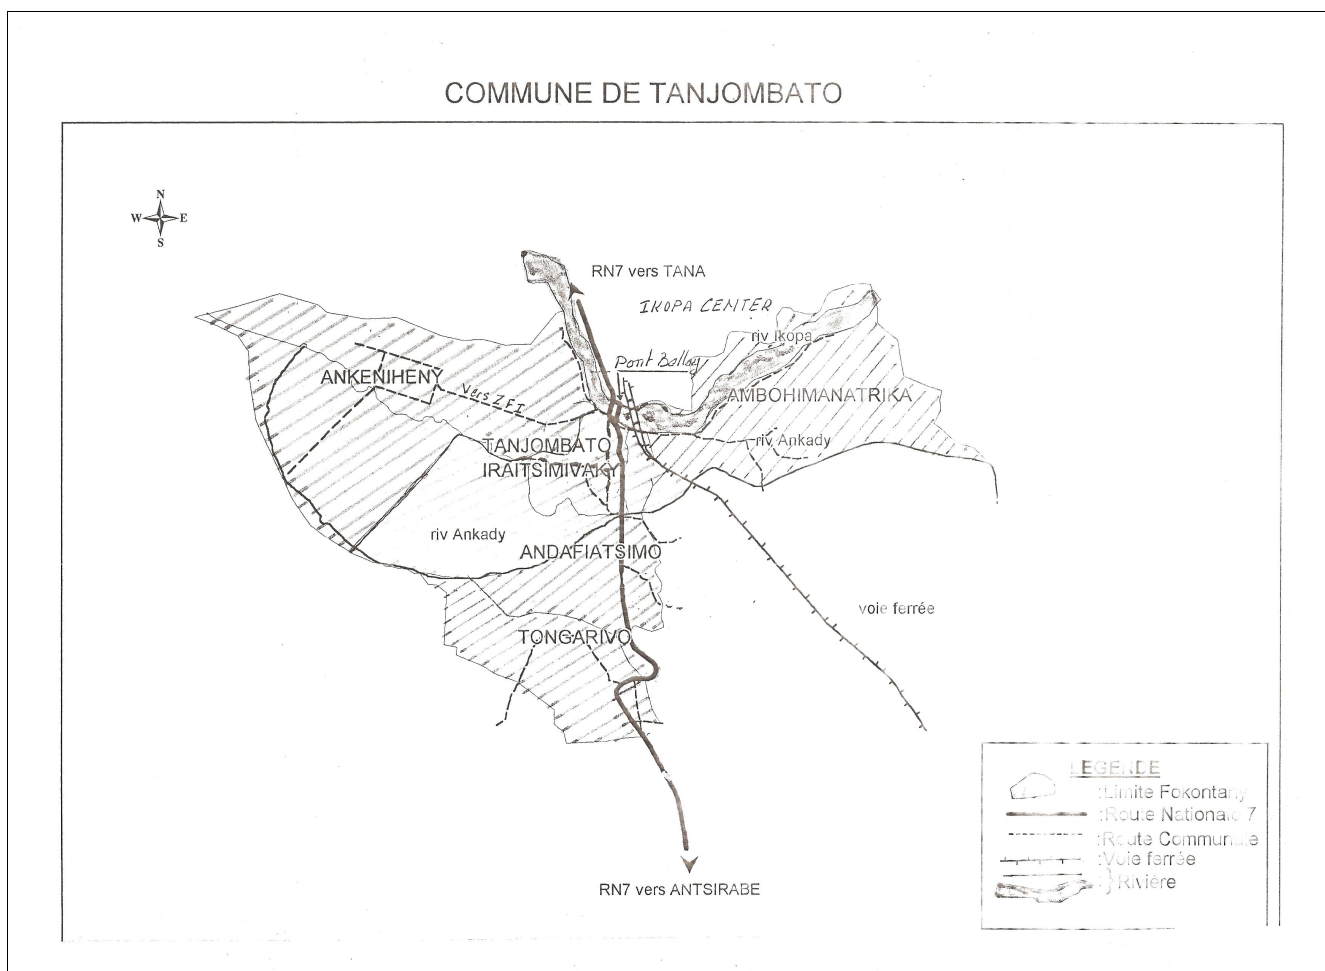 COMMUNE DE TANJOMBATO
N
W E
S
RN7 vers TANA
IKOPA CENTER
riv Ikopa
Pont Bailey
ANKENIHENY
Vers ZFI
AMBOHIMANATRIKA
TANJOMBATO
riv Ankady
IRAITSIMIVAKY
riv Ankady
ANDAFIATSIMO
voie ferrée
TONGARIVO
LEGENDE
:Limite Fokontany
:Route Nationale 7
:Route Communale
:Voie ferrée
:}Rivière
RN7 vers ANTSIRABE